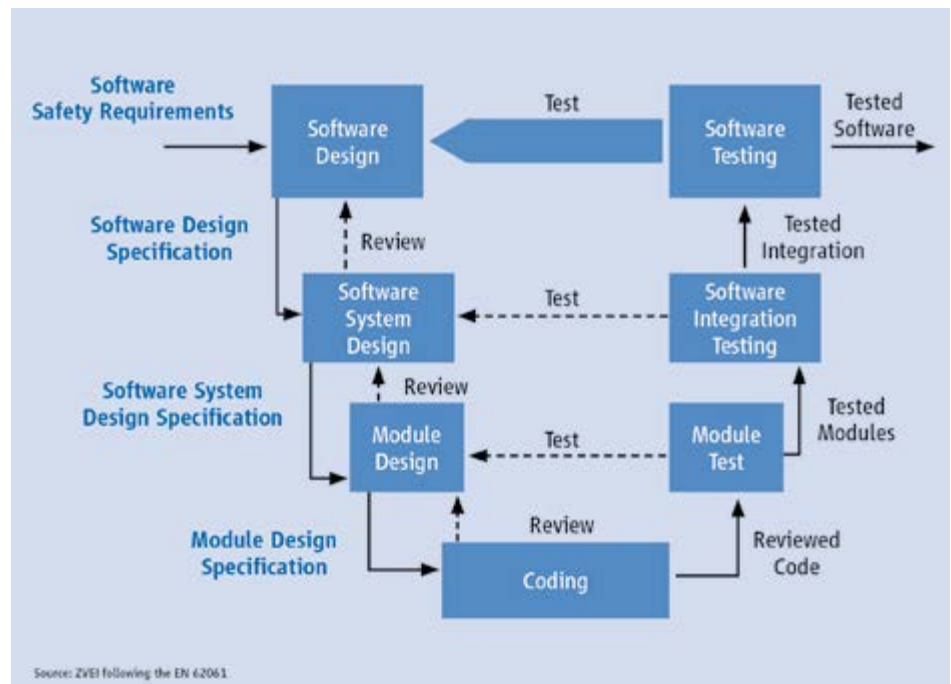 Software
Safety Requirements
Software
Design
Test
Software
Testing
Tested
Software
Software Design
Specification
Review
Tested
Integration
Software
System
Design
Test
Software
Integration
Testing
Software System
Design Specification
Review
Module
Design
Test
Module
Test
Tested
Modules
Module Design
Specification
Review
Coding
Reviewed
Code
Source: ZVEI following the EN 62061